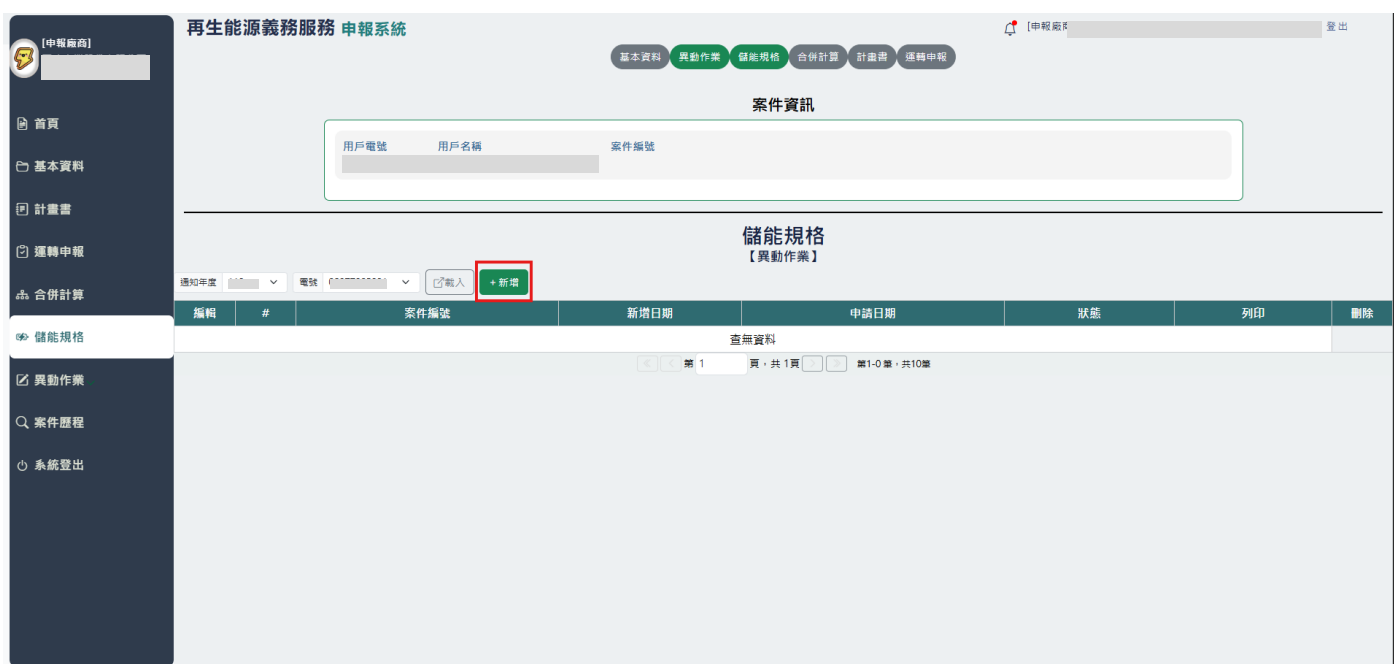 再生能源義務服務 申報系統
[申報廠商]
登出
[申報廠商]
基本資料 異動作業 儲能規格 合併計算 計畫書 運轉申報
首頁
基本資料
計畫書
運轉申報
合併計算
儲能規格
異動作業
案件歷程
系統登出
案件資訊
用戶電號 用戶名稱 案件編號
儲能規格
【異動作業】
通知年度 電號 載入 +新增
編輯 # 案件編號 新增日期 申請日期 狀態 列印 刪除
查無資料
第 1 頁，共 1頁 第1-0 筆，共10筆